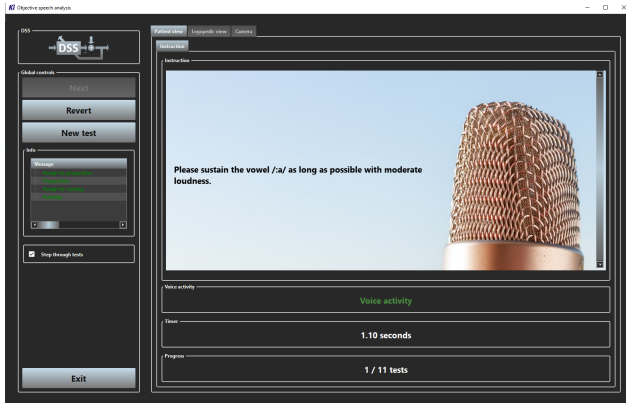 KI Objective speech analysis
DSS
DSS
Global controls
Next
Revert
New test
Info
Message
Step through tests
Exit
Patient view Logopedic view Camera
Instruction
Instruction
Please sustain the vowel /:a/ as long as possible with moderate
loudness.
Voice activity
Voice activity
Timer
1.10 seconds
Progress
1 / 11 tests